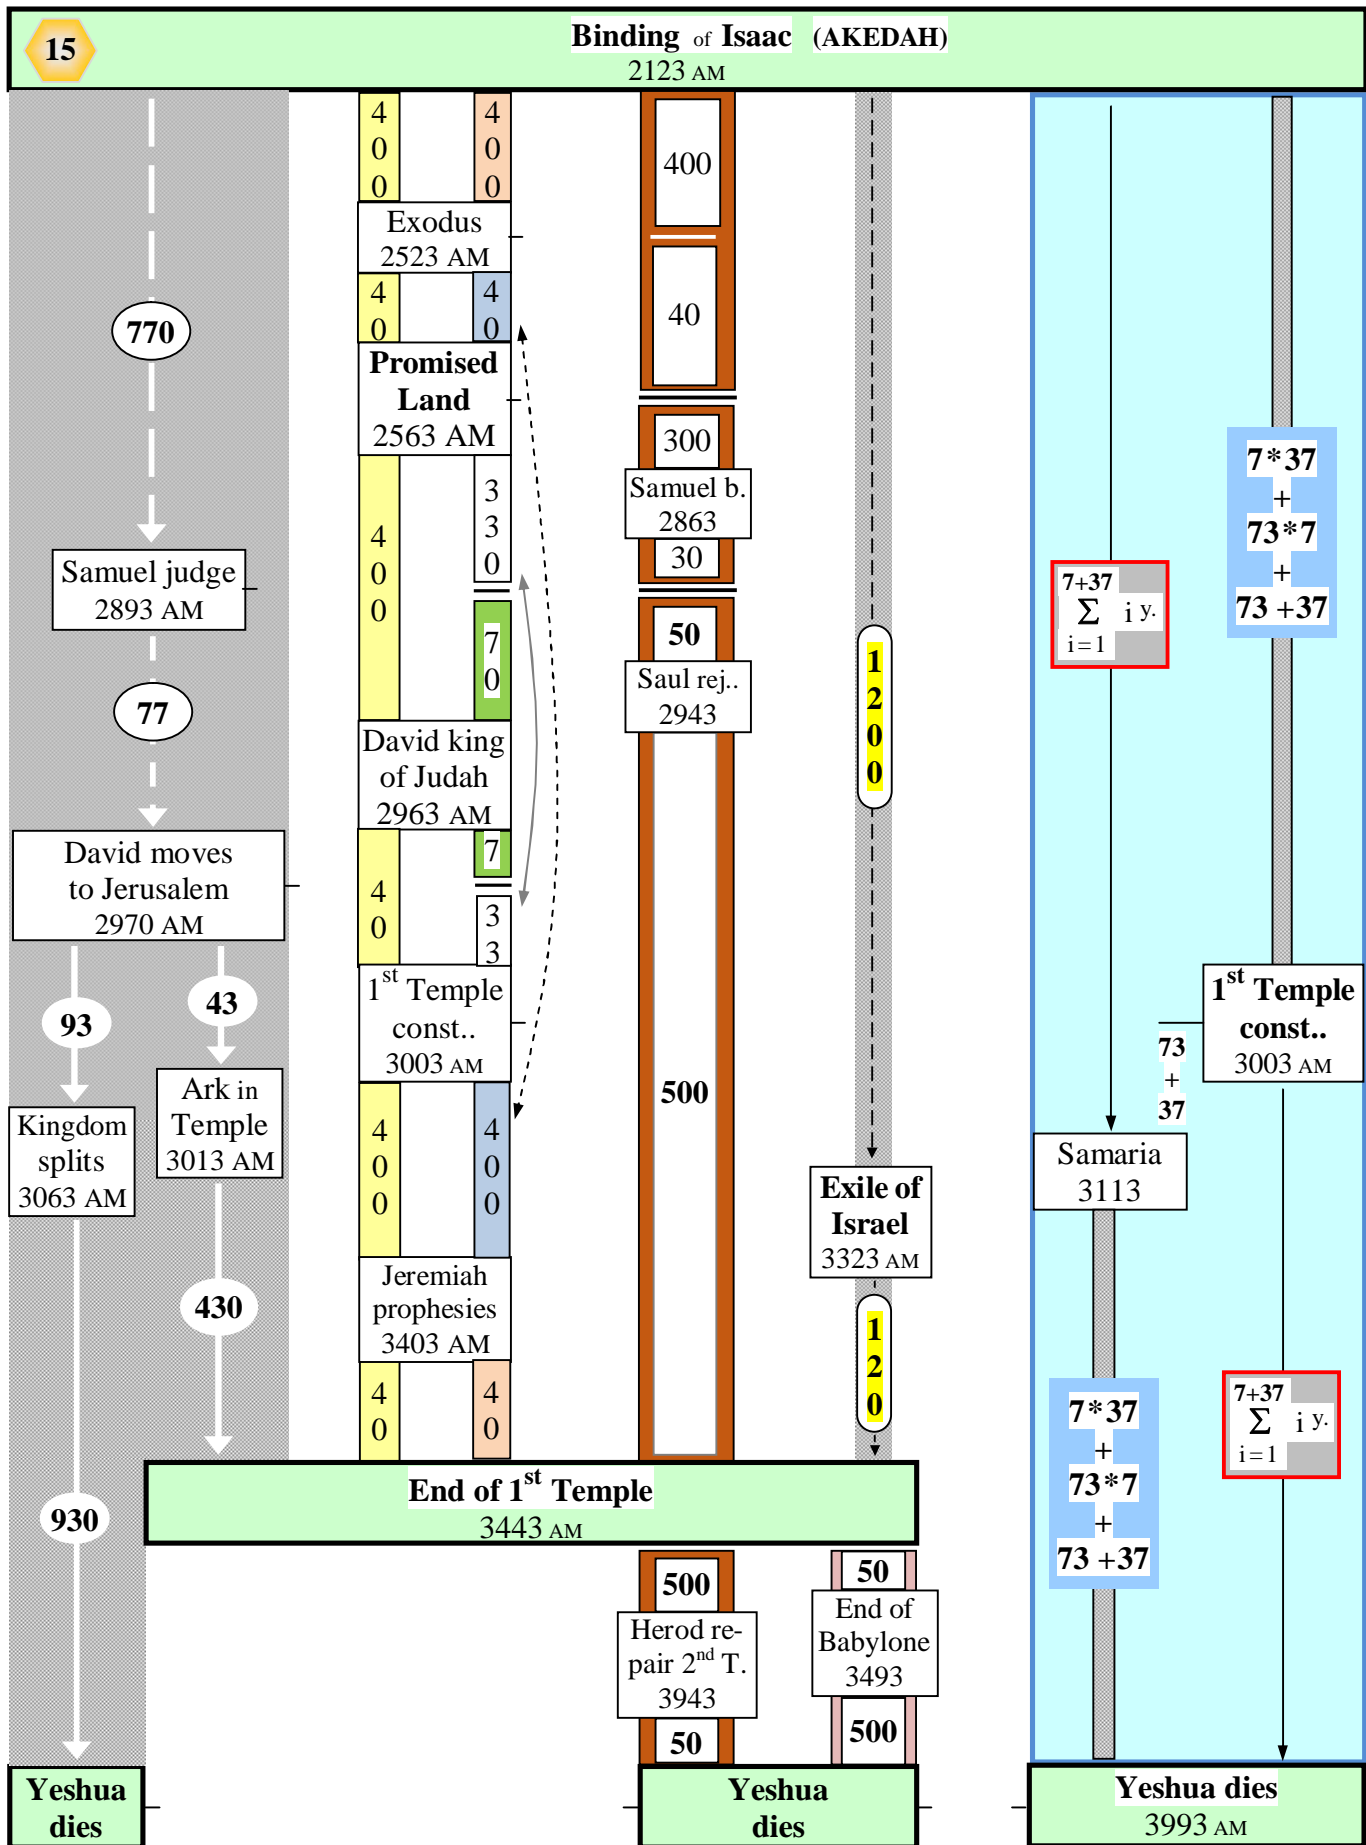 15
Binding of Isaac (AKEDAH)
2123 AM
770
Samuel judge
2893 AM
77
David moves
to Jerusalem
2970 AM
93
43
Kingdom
splits
3063 AM
Ark in
Temple
3013 AM
430
930
4
0
0
4
0
0
Exodus
2523 AM
4
0
4
0
Promised
Land
2563 AM
4
0
0
3
3
0
7
0
David king
of Judah
2963 AM
4
0
7
3
3
1st Temple
const..
3003 AM
4
0
0
4
0
0
Jeremiah
prophesies
3403 AM
4
0
4
0
400
40
300
Samuel b.
2863
30
50
Saul rej..
2943
500
1
2
0
0
Exile of
Israel
3323 AM
1
2
0
End of 1st Temple
3443 AM
500
Herod re-
pair 2nd T.
3943
50
50
End of
Babylone
3493
500
7+37
Σ i y.
i=1
7*37
+
73*7
+
73 +37
1st Temple
const..
3003 AM
73
+
37
Samaria
3113
7*37
+
73*7
+
73 +37
7+37
Σ i y.
i=1
Yeshua
dies
Yeshua
dies
Yeshua dies
3993 AM